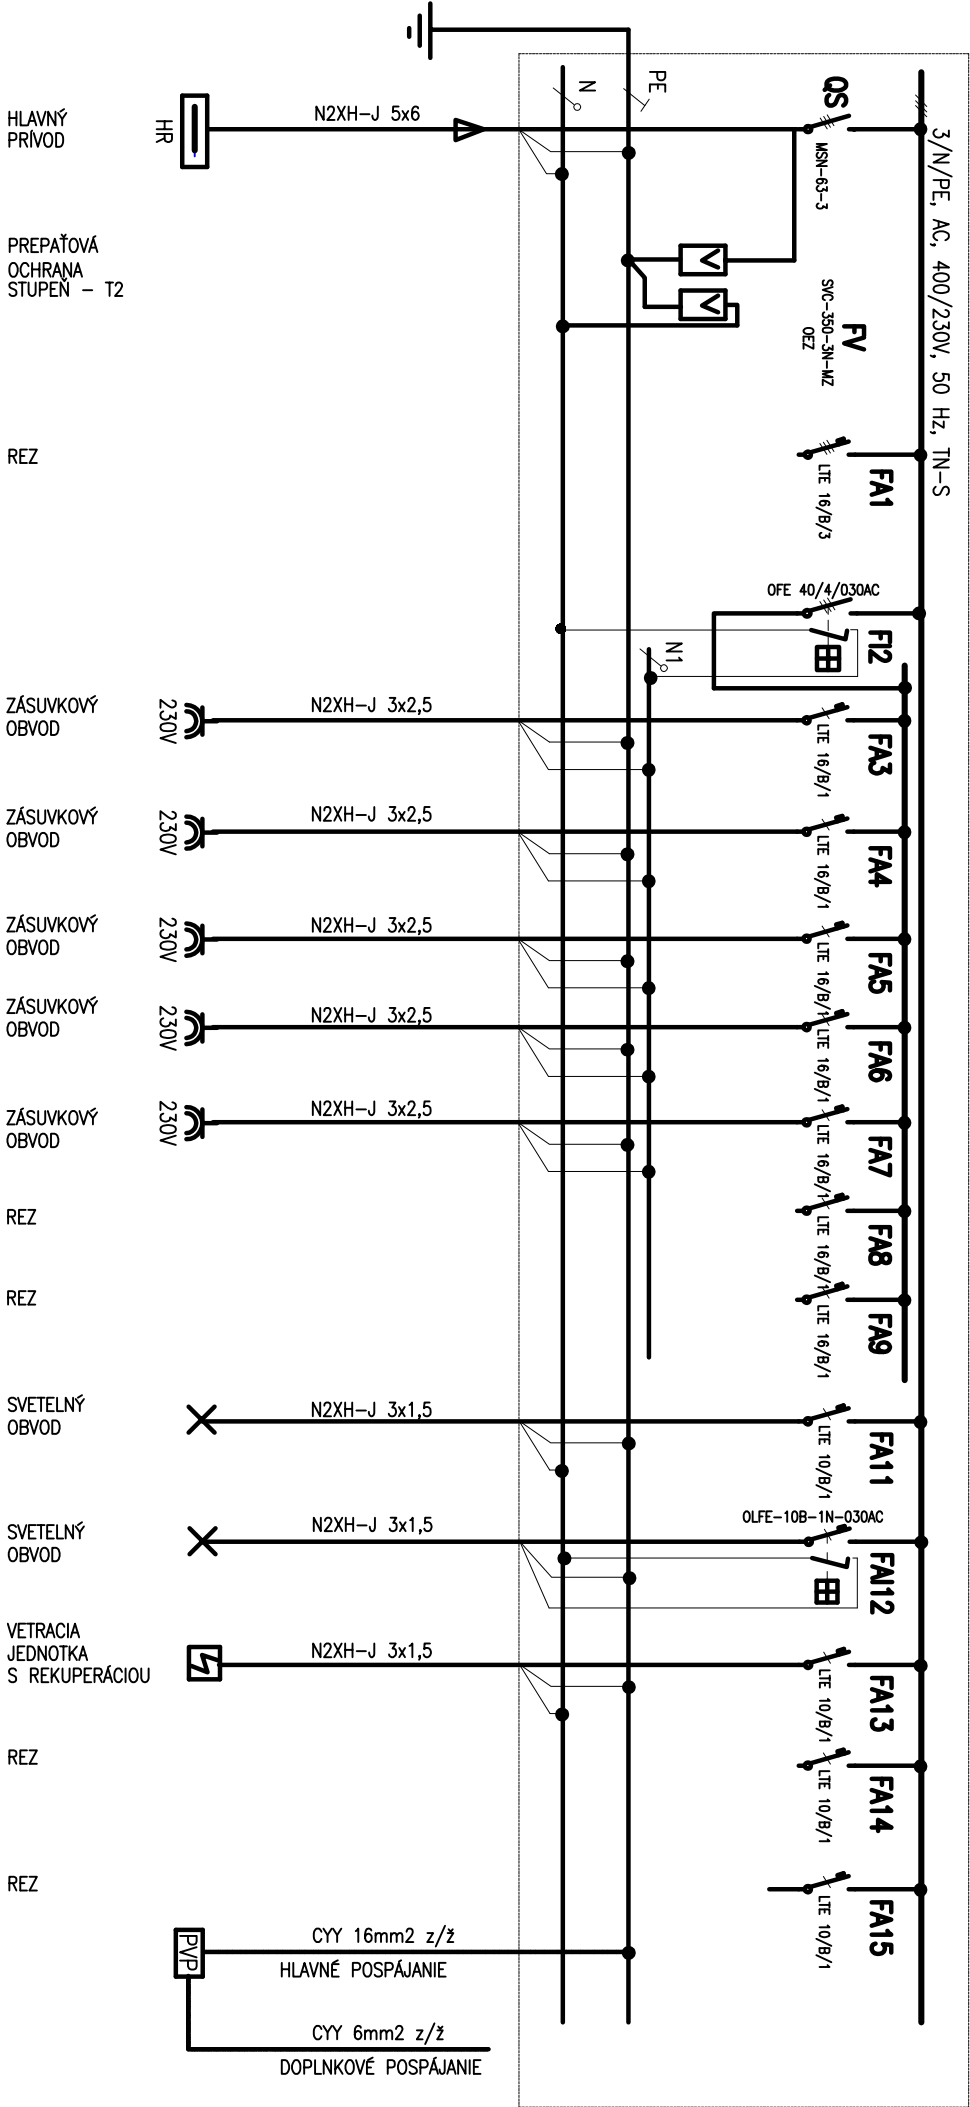 N
PE
QS
3/N/PE, AC, 400/230V, 50 Hz, TN-S
HLAVNÝ
PRÍVOD
HR
N2XH-J 5x6
MSN-63-3
PREPAŤOVÁ
OCHRANA
STUPEŇ - T2
FV
SVC-350-3N-MZ
OEZ
REZ
FA1
LTE 16/B/3
OFE 40/4/030AC
FI2
N1
ZÁSUVKOVÝ
OBVOD
230V
N2XH-J 3x2,5
LTE 16/B/1
FA3
ZÁSUVKOVÝ
OBVOD
230V
N2XH-J 3x2,5
LTE 16/B/1
FA4
ZÁSUVKOVÝ
OBVOD
230V
N2XH-J 3x2,5
LTE 16/B/1
FA5
ZÁSUVKOVÝ
OBVOD
230V
N2XH-J 3x2,5
LTE 16/B/1
FA6
ZÁSUVKOVÝ
OBVOD
230V
N2XH-J 3x2,5
LTE 16/B/1
FA7
REZ
LTE 16/B/1
FA8
REZ
LTE 16/B/1
FA9
SVETELNÝ
OBVOD
N2XH-J 3x1,5
LTE 10/B/1
FA11
SVETELNÝ
OBVOD
N2XH-J 3x1,5
OLFE-10B-1N-030AC
FAI12
VETRACIA
JEDNOTKA
S REKUPERÁCIOU
N2XH-J 3x1,5
LTE 10/B/1
FA13
REZ
LTE 10/B/1
FA14
REZ
LTE 10/B/1
FA15
PVP
CYY 16mm2 z/ž
HLAVNÉ POSPÁJANIE
CYY 6mm2 z/ž
DOPLNKOVÉ POSPÁJANIE